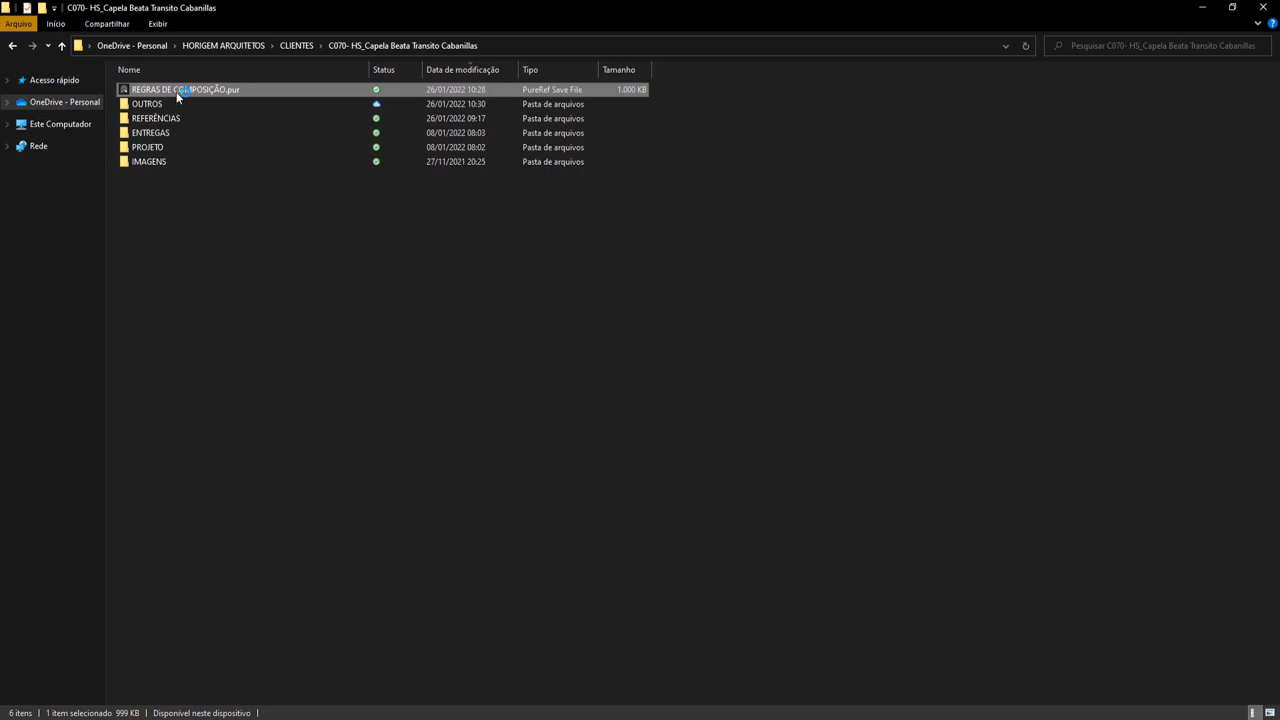 C070- HS_Capela Beata Transito Cabanillas
Arquivo Início Compartilhar Exibir
OneDrive - Personal HORIGEM ARQUITETOS CLIENTES C070- HS_Capela Beata Transito Cabanillas Pesquisar C070- HS_Capela Beata Transito Cabanillas
Nome Status Data de modificação Tipo Tamanho
Acesso rápido
OneDrive - Personal
Este Computador
Rede
REGRAS DE COMPOSIÇÃO.pur 26/01/2022 10:28 PureRef Save File 1.000 KB
OUTROS 26/01/2022 10:30 Pasta de arquivos
REFERÊNCIAS 26/01/2022 09:17 Pasta de arquivos
ENTREGAS 08/01/2022 08:03 Pasta de arquivos
PROJETO 08/01/2022 08:02 Pasta de arquivos
IMAGENS 27/11/2021 20:25 Pasta de arquivos
6 itens 1 item selecionado 999 KB Disponível neste dispositivo